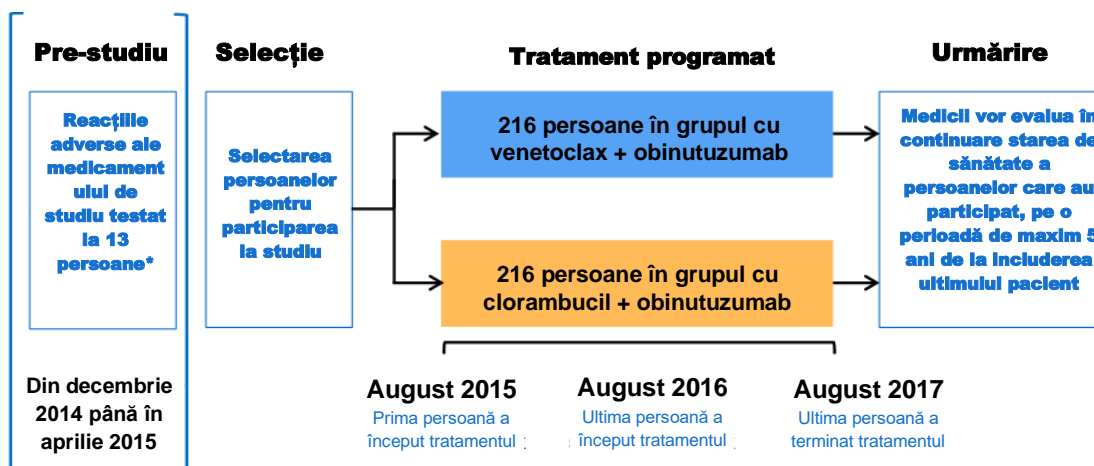 Pre-studiu
Reacțiile
adverse ale
medicament
ului de
studiu testat
la 13
persoane*
Din decembrie
2014 până în
aprilie 2015
Selecție
Selectarea
persoanelor
pentru
participarea
la studiu
Tratament programat
216 persoane în grupul cu
venetoclax + obinutuzumab
216 persoane în grupul cu
clorambucil + obinutuzumab
August 2015
Prima persoană a
început tratamentul
August 2016
Ultima persoană a
început tratamentul
August 2017
Ultima persoană a
terminat tratamentul
Urmărire
Medicii vor evalua în
continuare starea de
sănătate a
persoanelor care au
participat, pe o
perioadă de maxim 5
ani de la includerea
ultimului pacient